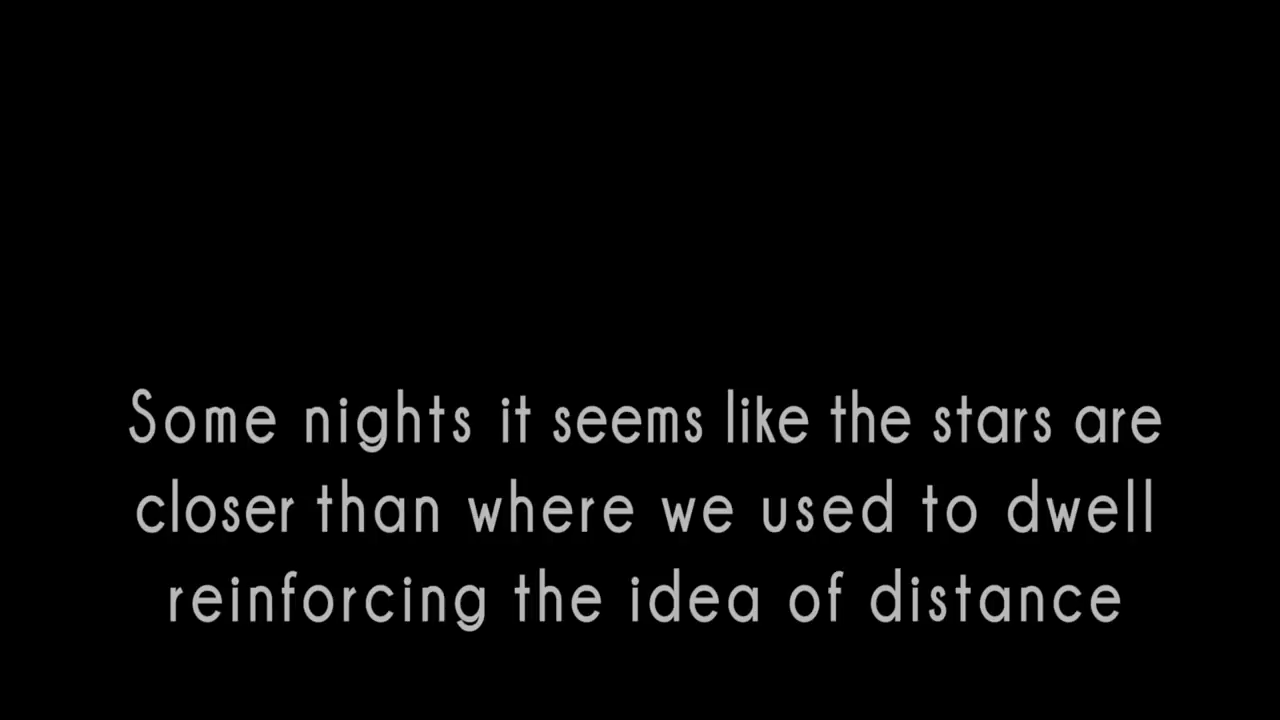 Some nights it seems like the stars are
closer than where we used to dwell
reinforcing the idea of distance